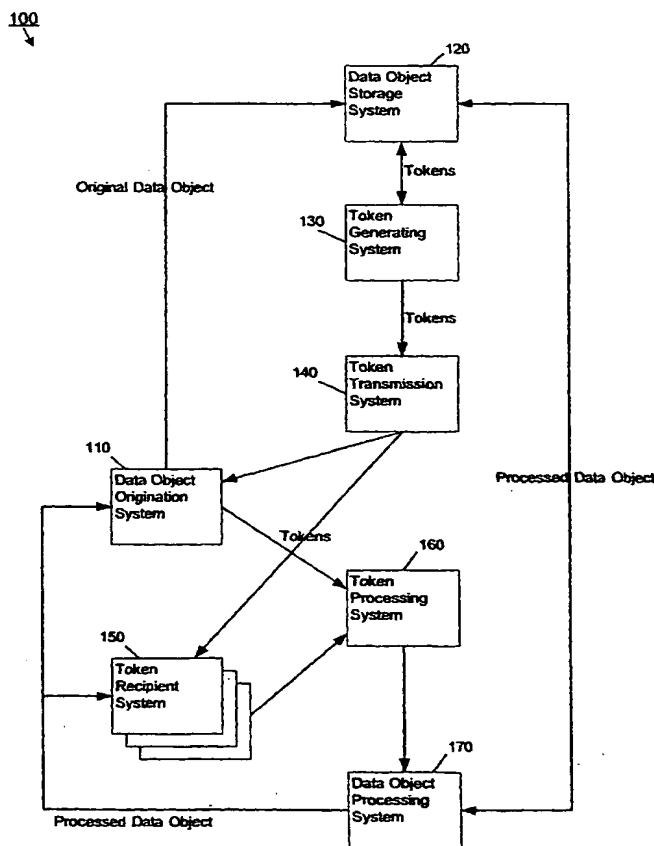 100
120
Data Object
Storage
System
Original Data Object
Tokens
130
Token
Generating
System
Tokens
140
Token
Transmission
System
110
Data Object
Origination
System
Processed Data Object
Tokens
160
Token
Processing
System
150
Token
Recipient
System
170
Data Object
Processing
System
Processed Data Object